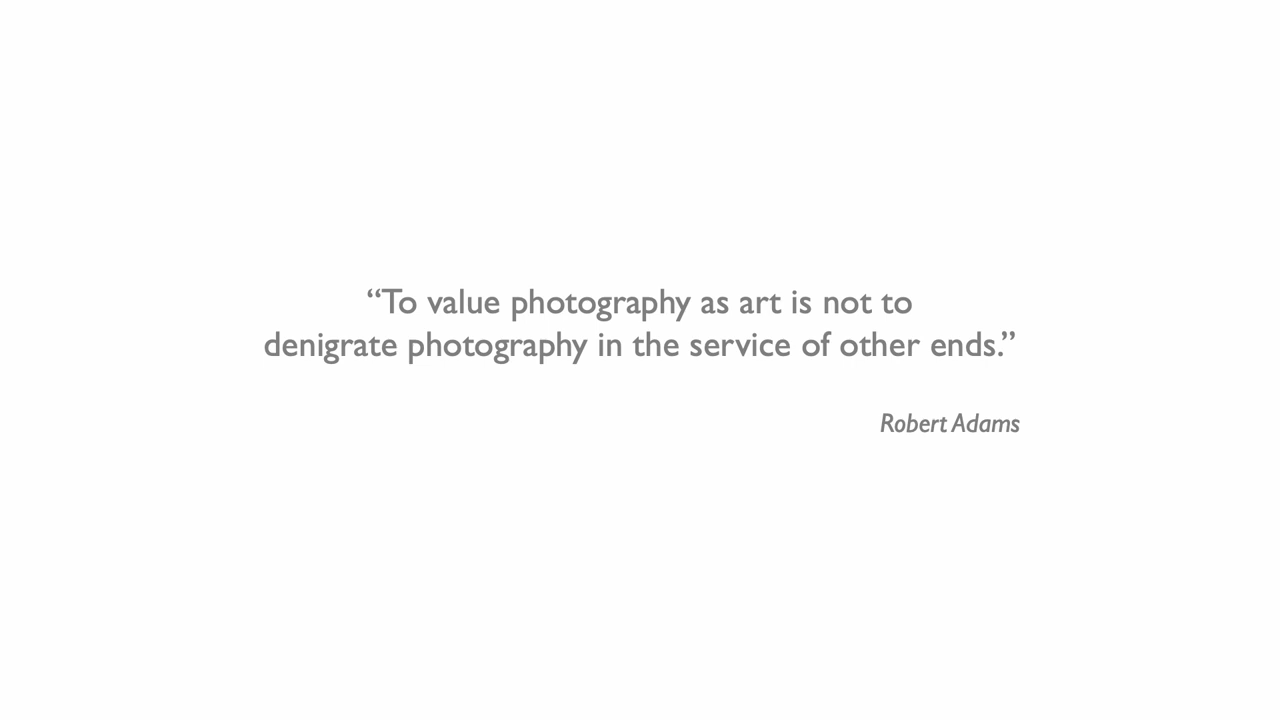 “To value photography as art is not to
denigrate photography in the service of other ends.”
Robert Adams